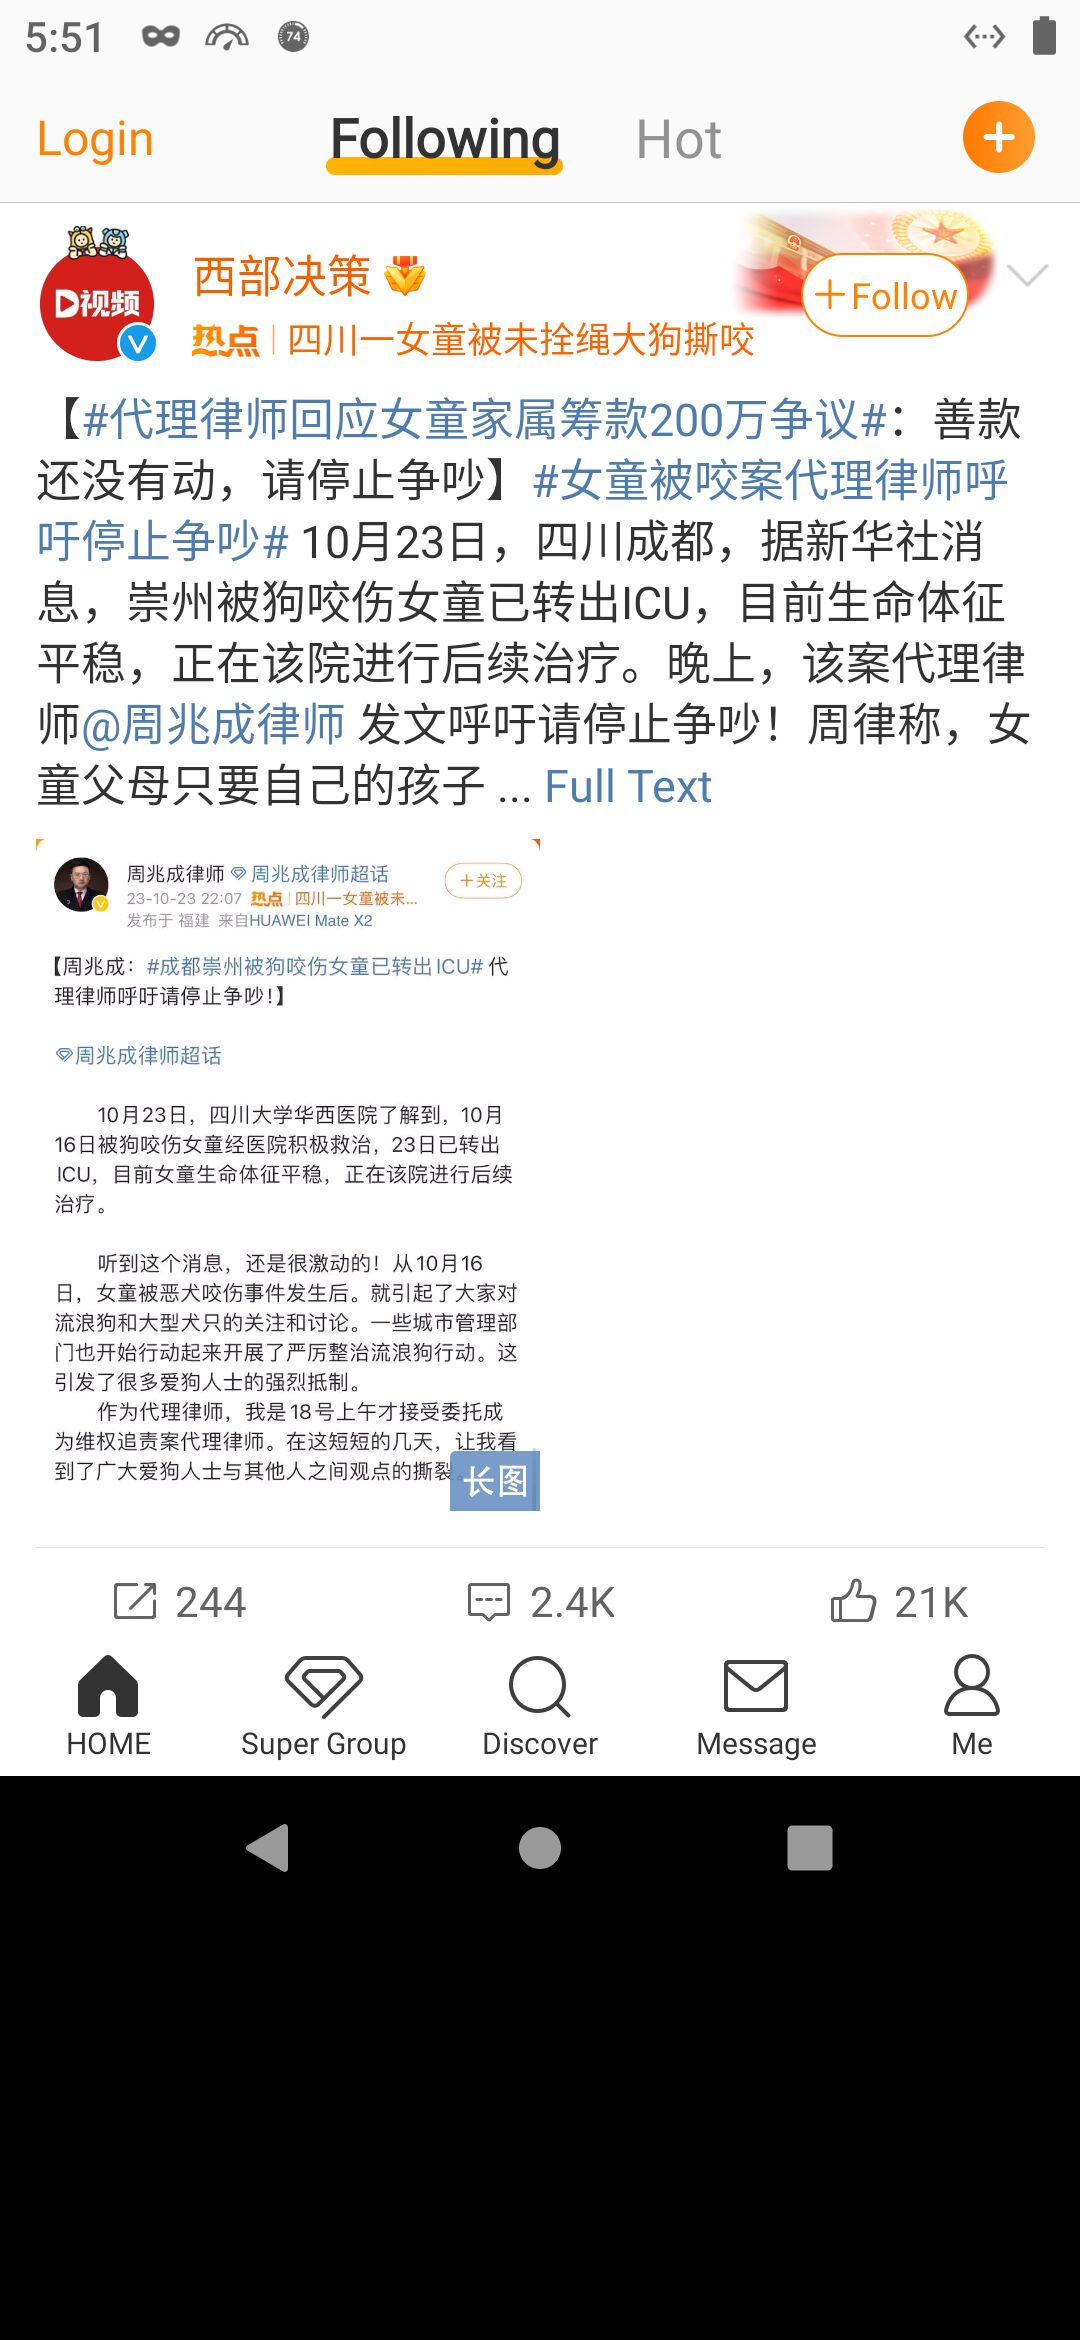 5:51
74
Login
Following
Hot
D视频
西部决策
+Follow
热点 | 四川一女童被未拴绳大狗撕咬
【#代理律师回应女童家属筹款200万争议#：善款
还没有动，请停止争吵】#女童被咬案代理律师呼
吁停止争吵# 10月23日，四川成都，据新华社消
息，崇州被狗咬伤女童已转出ICU，目前生命体征
平稳，正在该院进行后续治疗。晚上，该案代理律
师@周兆成律师 发文呼吁请停止争吵！周律称，女
童父母只要自己的孩子 ... Full Text
周兆成律师 周兆成律师超话
+关注
23-10-23 22:07 热点 | 四川一女童被未...
发布于 福建 来自HUAWEI Mate X2
【周兆成：#成都崇州被狗咬伤女童已转出ICU# 代
理律师呼吁请停止争吵！】
周兆成律师超话
10月23日，四川大学华西医院了解到，10月
16日被狗咬伤女童经医院积极救治，23日已转出
ICU，目前女童生命体征平稳，正在该院进行后续
治疗。
听到这个消息，还是很激动的！从10月16
日，女童被恶犬咬伤事件发生后。就引起了大家对
流浪狗和大型犬只的关注和讨论。一些城市管理部
门也开始行动起来开展了严厉整治流浪狗行动。这
引发了很多爱狗人士的强烈抵制。
作为代理律师，我是18号上午才接受委托成
为维权追责案代理律师。在这短短的几天，让我看
到了广大爱狗人士与其他人之间观点的撕裂。
长图
244
2.4K
21K
HOME
Super Group
Discover
Message
Me